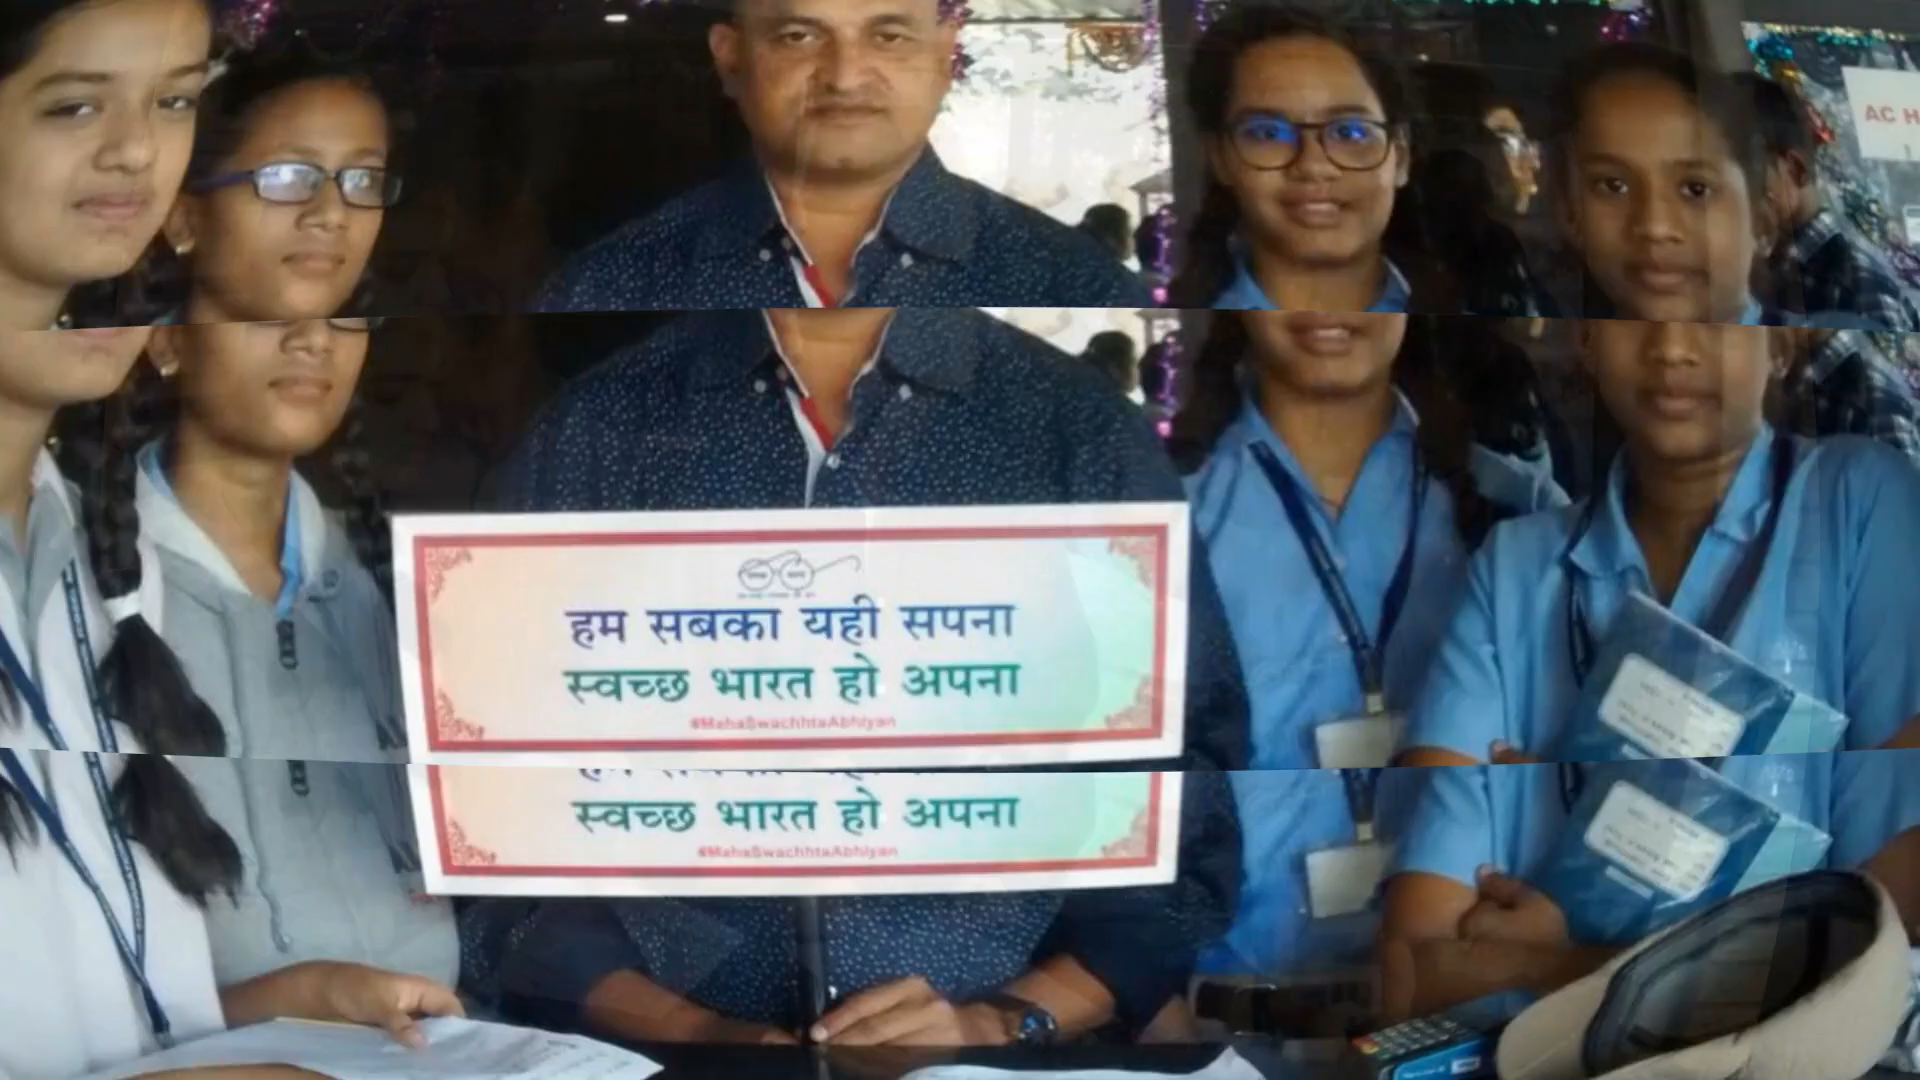 AC H
हम सबका यही सपना
स्वच्छ भारत हो अपना
#MahaSwachhtaAbhiyan
स्वच्छ भारत हो अपना
#MahaSwachhtaAbhiyan